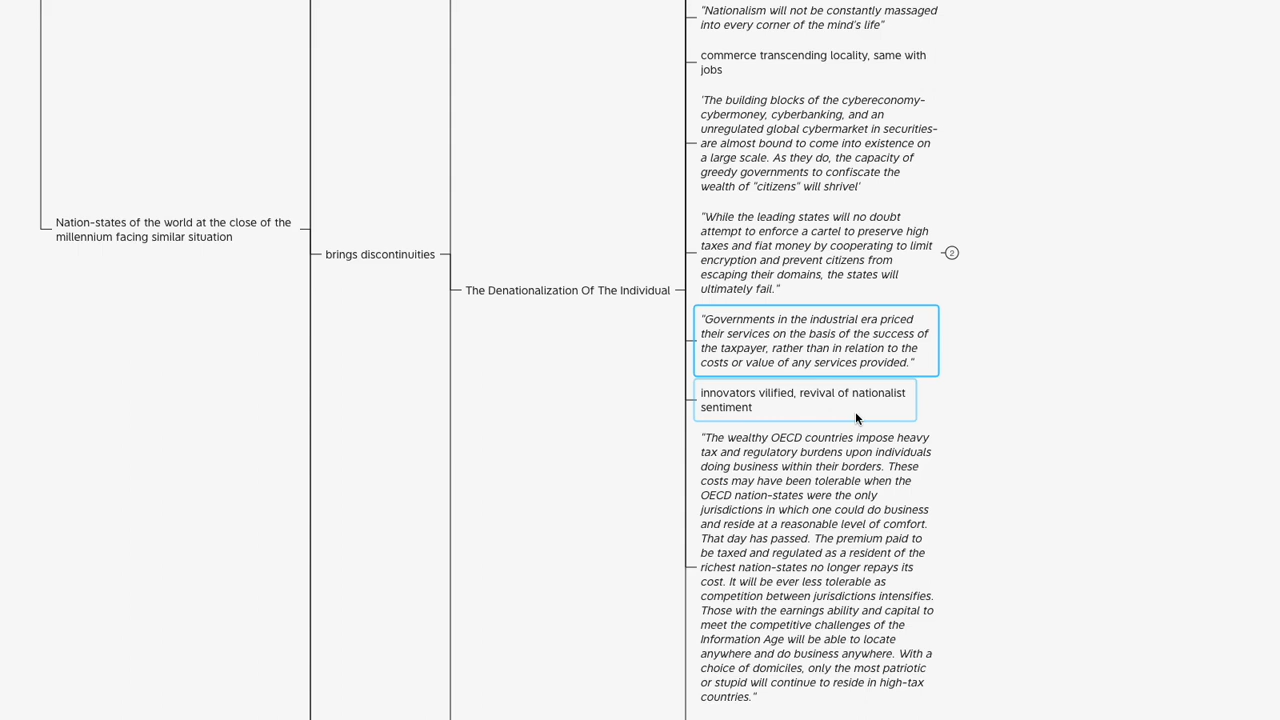 "Nationalism will not be constantly massaged
into every corner of the mind's life"
commerce transcending locality, same with
jobs
'The building blocks of the cybereconomy-
cybermoney, cyberbanking, and an
unregulated global cybermarket in securities-
are almost bound to come into existence on
a large scale. As they do, the capacity of
greedy governments to confiscate the
wealth of "citizens" will shrivel'
Nation-states of the world at the close of the
millennium facing similar situation
brings discontinuities
The Denationalization Of The Individual
"While the leading states will no doubt
attempt to enforce a cartel to preserve high
taxes and fiat money by cooperating to limit
encryption and prevent citizens from
escaping their domains, the states will
ultimately fail."
2
"Governments in the industrial era priced
their services on the basis of the success of
the taxpayer, rather than in relation to the
costs or value of any services provided."
innovators vilified, revival of nationalist
sentiment
"The wealthy OECD countries impose heavy
tax and regulatory burdens upon individuals
doing business within their borders. These
costs may have been tolerable when the
OECD nation-states were the only
jurisdictions in which one could do business
and reside at a reasonable level of comfort.
That day has passed. The premium paid to
be taxed and regulated as a resident of the
richest nation-states no longer repays its
cost. It will be ever less tolerable as
competition between jurisdictions intensifies.
Those with the earnings ability and capital to
meet the competitive challenges of the
Information Age will be able to locate
anywhere and do business anywhere. With a
choice of domiciles, only the most patriotic
or stupid will continue to reside in high-tax
countries."